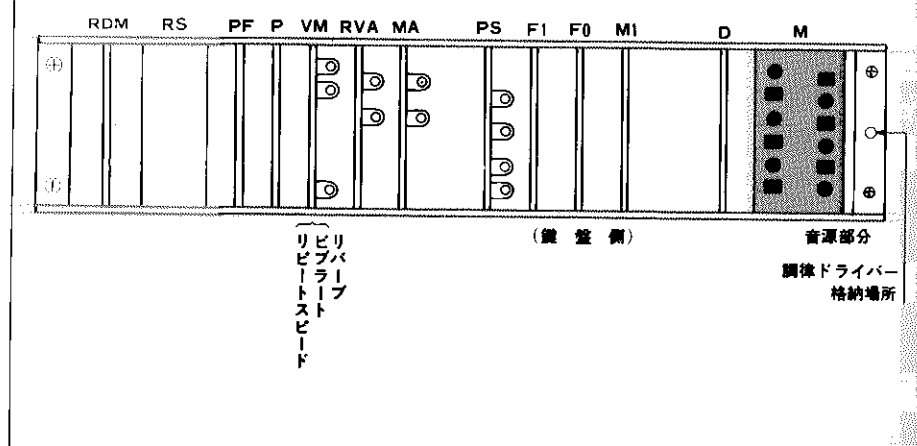 RDM RS PF P VM RVA MA PS F1 F0 M1 D M
リバーブ
ビブラート
リピートスピード
(鍵盤側)
音源部分
調律ドライバー
格納場所